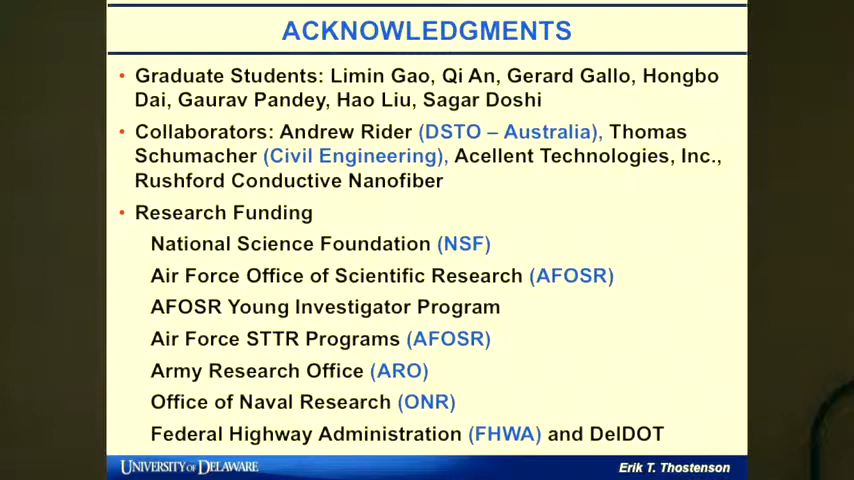 ACKNOWLEDGMENTS
• Graduate Students: Limin Gao, Qi An, Gerard Gallo, Hongbo
Dai, Gaurav Pandey, Hao Liu, Sagar Doshi
• Collaborators: Andrew Rider (DSTO – Australia), Thomas
Schumacher (Civil Engineering), Acellent Technologies, Inc.,
Rushford Conductive Nanofiber
• Research Funding
National Science Foundation (NSF)
Air Force Office of Scientific Research (AFOSR)
AFOSR Young Investigator Program
Air Force STTR Programs (AFOSR)
Army Research Office (ARO)
Office of Naval Research (ONR)
Federal Highway Administration (FHWA) and DelDOT
UNIVERSITY OF DELAWARE
Erik T. Thostenson